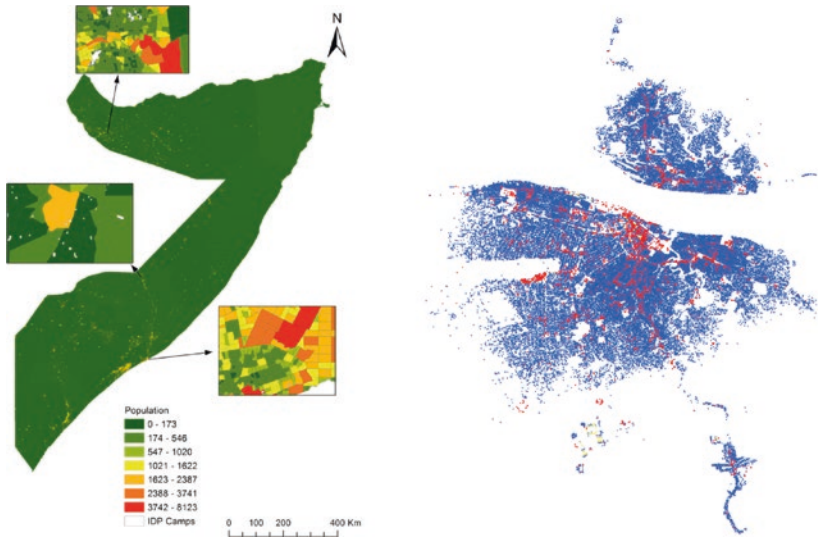 N
Population
0 - 173
174 - 546
547 - 1020
1021 - 1622
1623 - 2387
2388 - 3741
3742 - 8123
IDP Camps
0 100 200 400 Km